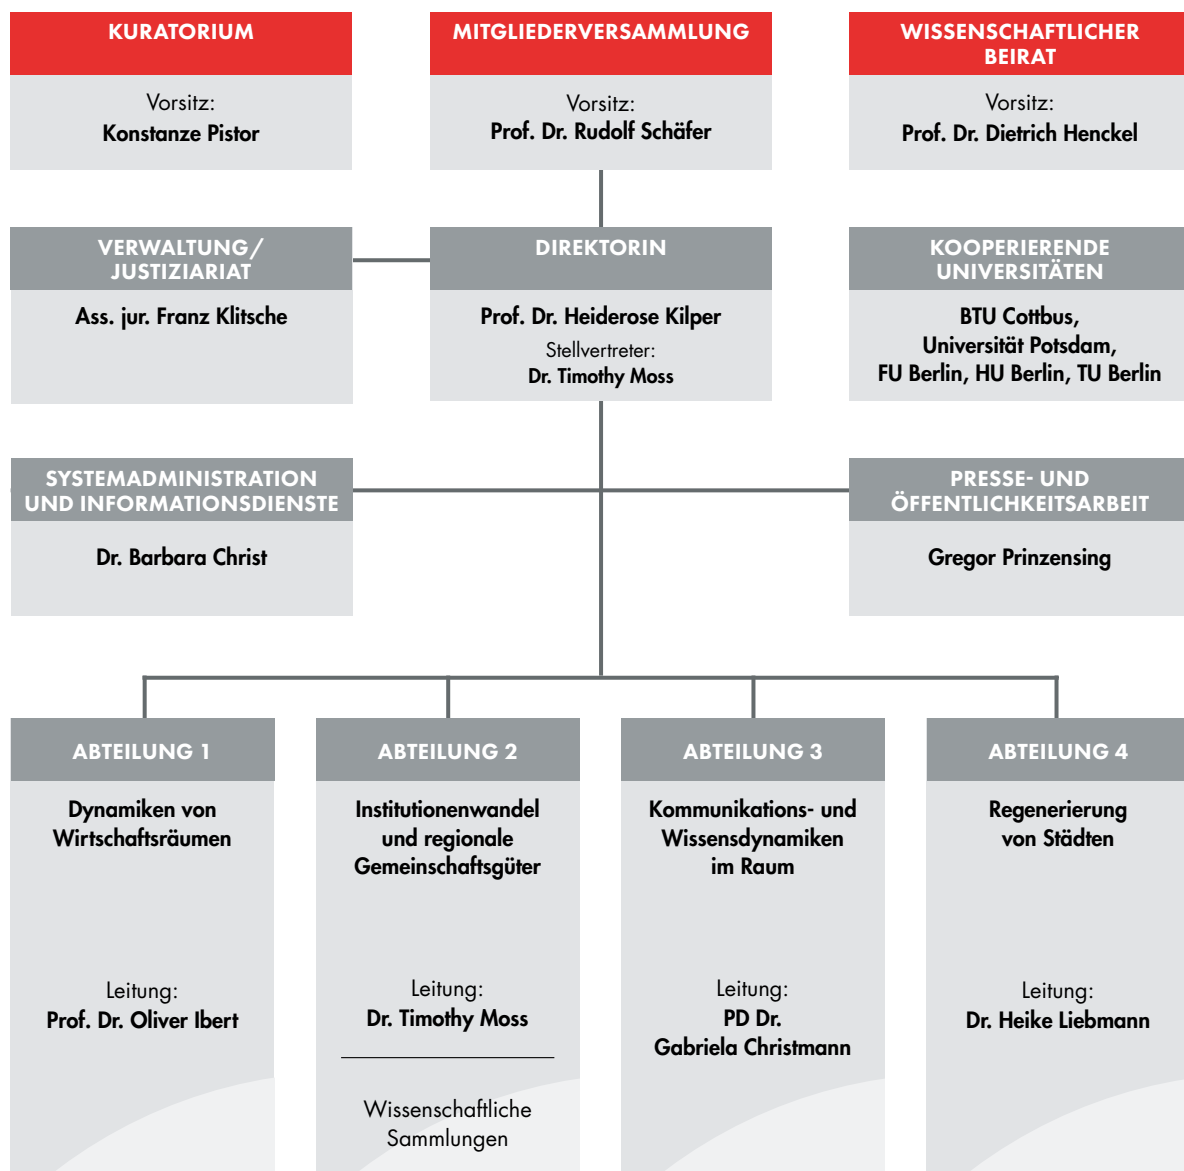 KURATORIUM
Vorsitz:
Konstanze Pistor
MITGLIEDERVERSAMMLUNG
Vorsitz:
Prof. Dr. Rudolf Schäfer
WISSENSCHAFTLICHER
BEIRAT
Vorsitz:
Prof. Dr. Dietrich Henckel
VERWALTUNG/
JUSTIZIARIAT
Ass. jur. Franz Klitsche
DIREKTORIN
Prof. Dr. Heiderose Kilper
Stellvertreter:
Dr. Timothy Moss
KOOPERIERENDE
UNIVERSITÄTEN
BTU Cottbus,
Universität Potsdam,
FU Berlin, HU Berlin, TU Berlin
SYSTEMADMINISTRATION
UND INFORMATIONSDIENSTE
Dr. Barbara Christ
PRESSE- UND
ÖFFENTLICHKEITSARBEIT
Gregor Prinzensing
ABTEILUNG 1
Dynamiken von
Wirtschaftsräumen
Leitung:
Prof. Dr. Oliver Ibert
ABTEILUNG 2
Institutionenwandel
und regionale
Gemeinschaftsgüter
Leitung:
Dr. Timothy Moss
Wissenschaftliche
Sammlungen
ABTEILUNG 3
Kommunikations- und
Wissensdynamiken
im Raum
Leitung:
PD Dr.
Gabriela Christmann
ABTEILUNG 4
Regenerierung
von Städten
Leitung:
Dr. Heike Liebmann